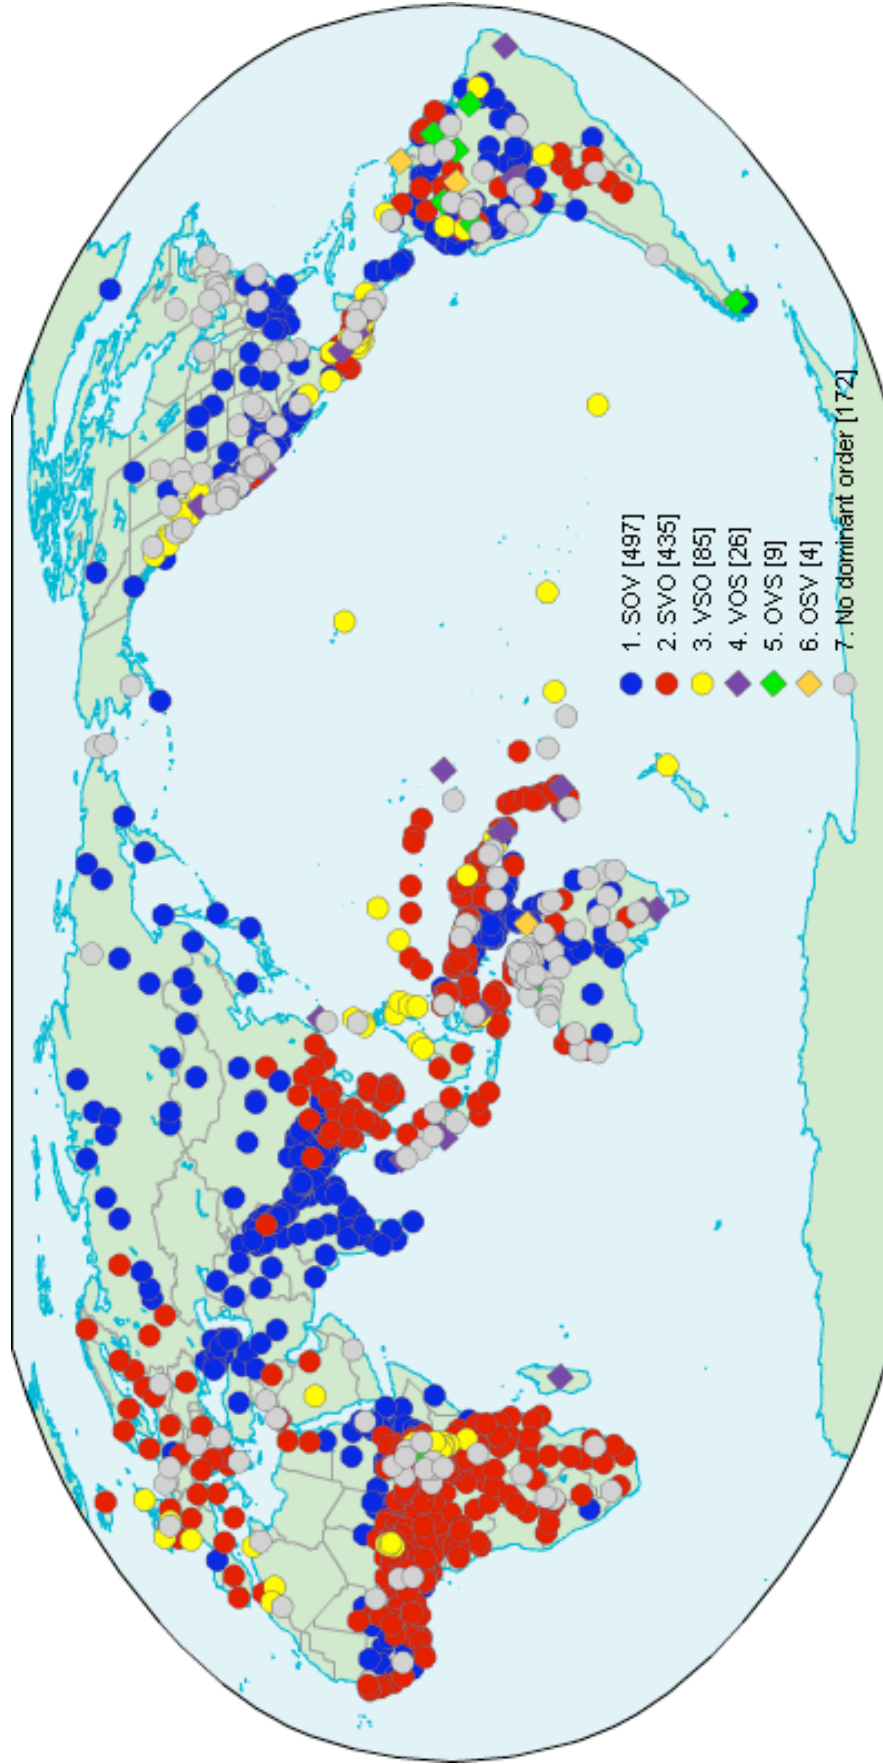 1. SOV [497]
2. SVO [435]
3. VSO [85]
4. VOS [26]
5. OVS [9]
6. OSV [4]
7. No dominant order [172]